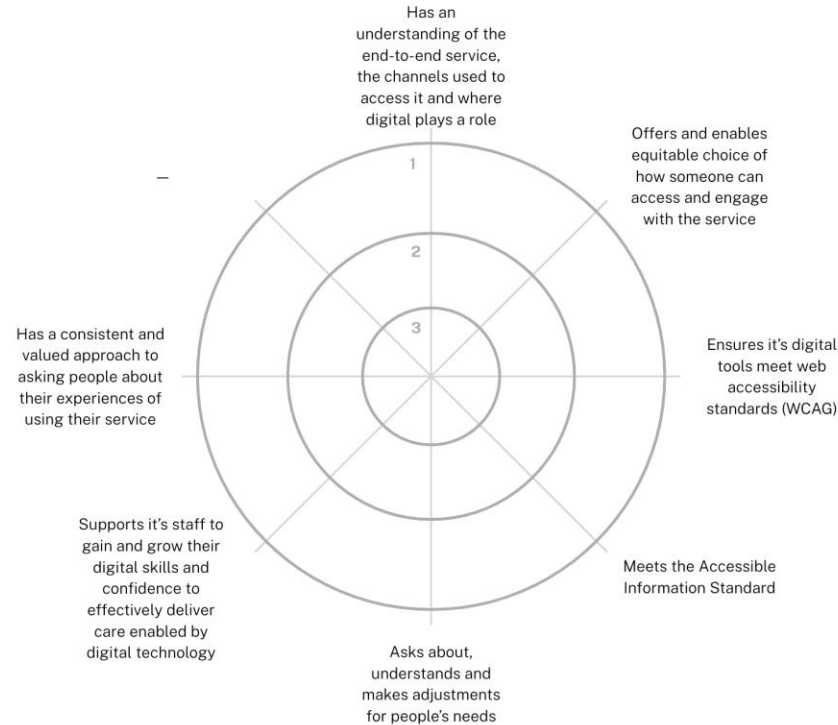 Has an
understanding of the
end-to-end service,
the channels used to
access it and where
digital plays a role
Offers and enables
equitable choice of
how someone can
access and engage
with the service
Ensures it's digital
tools meet web
accessibility
standards (WCAG)
Meets the Accessible
Information Standard
Asks about,
understands and
makes adjustments
for people's needs
Supports it's staff to
gain and grow their
digital skills and
confidence to
effectively deliver
care enabled by
digital technology
Has a consistent and
valued approach to
asking people about
their experiences of
using their service
–
1
2
3